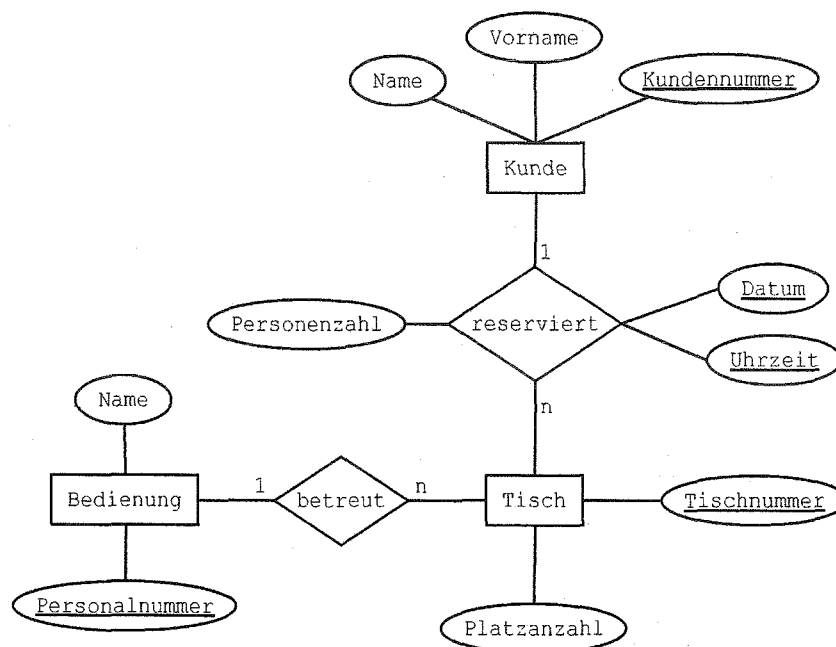 Vorname
Name
Kundennummer
Kunde
1
Datum
Personenzahl
reserviert
Uhrzeit
Name
n
Bedienung
1
betreut
n
Tisch
Tischnummer
Personalnummer
Platzanzahl